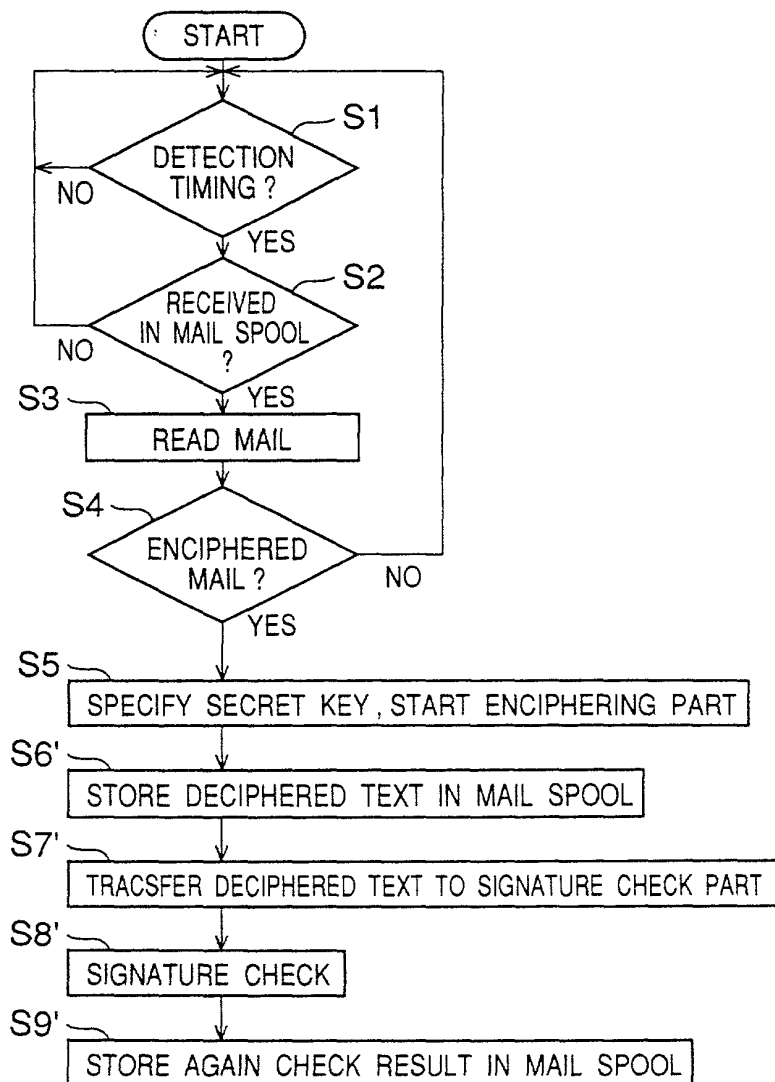 START
S1
DETECTION
TIMING ?
NO
YES
S2
RECEIVED
IN MAIL SPOOL
?
NO
YES
S3
READ MAIL
S4
ENCIPHERED
MAIL ?
NO
YES
S5
SPECIFY SECRET KEY , START ENCIPHERING PART
S6'
STORE DECIPHERED TEXT IN MAIL SPOOL
S7'
TRACSFER DECIPHERED TEXT TO SIGNATURE CHECK PART
S8'
SIGNATURE CHECK
S9'
STORE AGAIN CHECK RESULT IN MAIL SPOOL